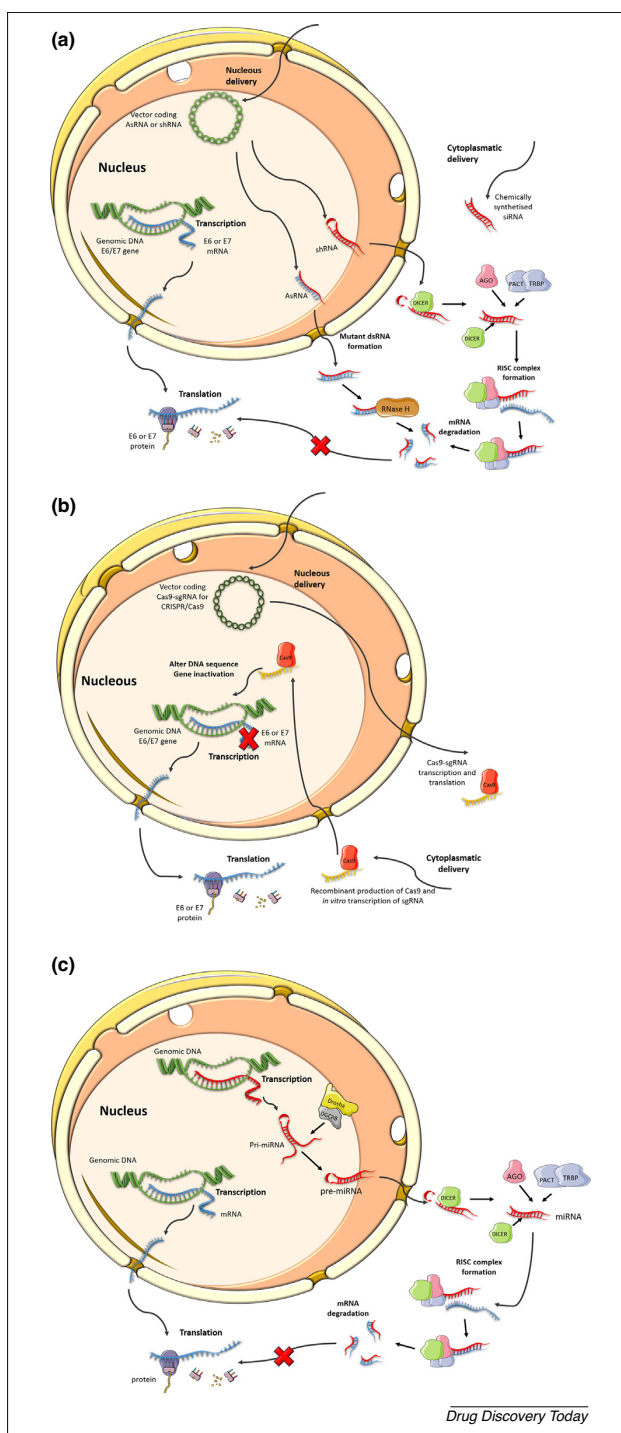 (a)
Nucleous
delivery
Vector coding
AsRNA or shRNA
Nucleus
Cytoplasmatic
delivery
Chemically
synthetised
siRNA
Transcription
Genomic DNA
E6/E7 gene
E6 or E7
mRNA
shRNA
AsRNA
DICER
AGO
PACT
TRBP
DICER
Mutant dsRNA
formation
RISC complex
formation
Translation
RNase H
mRNA
degradation
E6 or E7
protein
(b)
Nucleous
delivery
Vector coding
Cas9-sgRNA for
CRISPR/Cas9
Alter DNA sequence
Gene inactivation
Cas9
Nucleus
Genomic DNA
E6/E7 gene
E6 or E7
mRNA
Transcription
Cas9-sgRNA
transcription and
translation
Cas9
Translation
Cas9
Cytoplasmatic
delivery
E6 or E7
protein
Recombinant production of Cas9 and
in vitro transcription of sgRNA
(c)
Genomic DNA
Transcription
Nucleus
Drosha
DGCR8
Pri-miRNA
pre-miRNA
Genomic DNA
Transcription
mRNA
DICER
AGO
PACT
TRBP
miRNA
DICER
RISC complex
formation
mRNA
degradation
Translation
protein
Drug Discovery Today